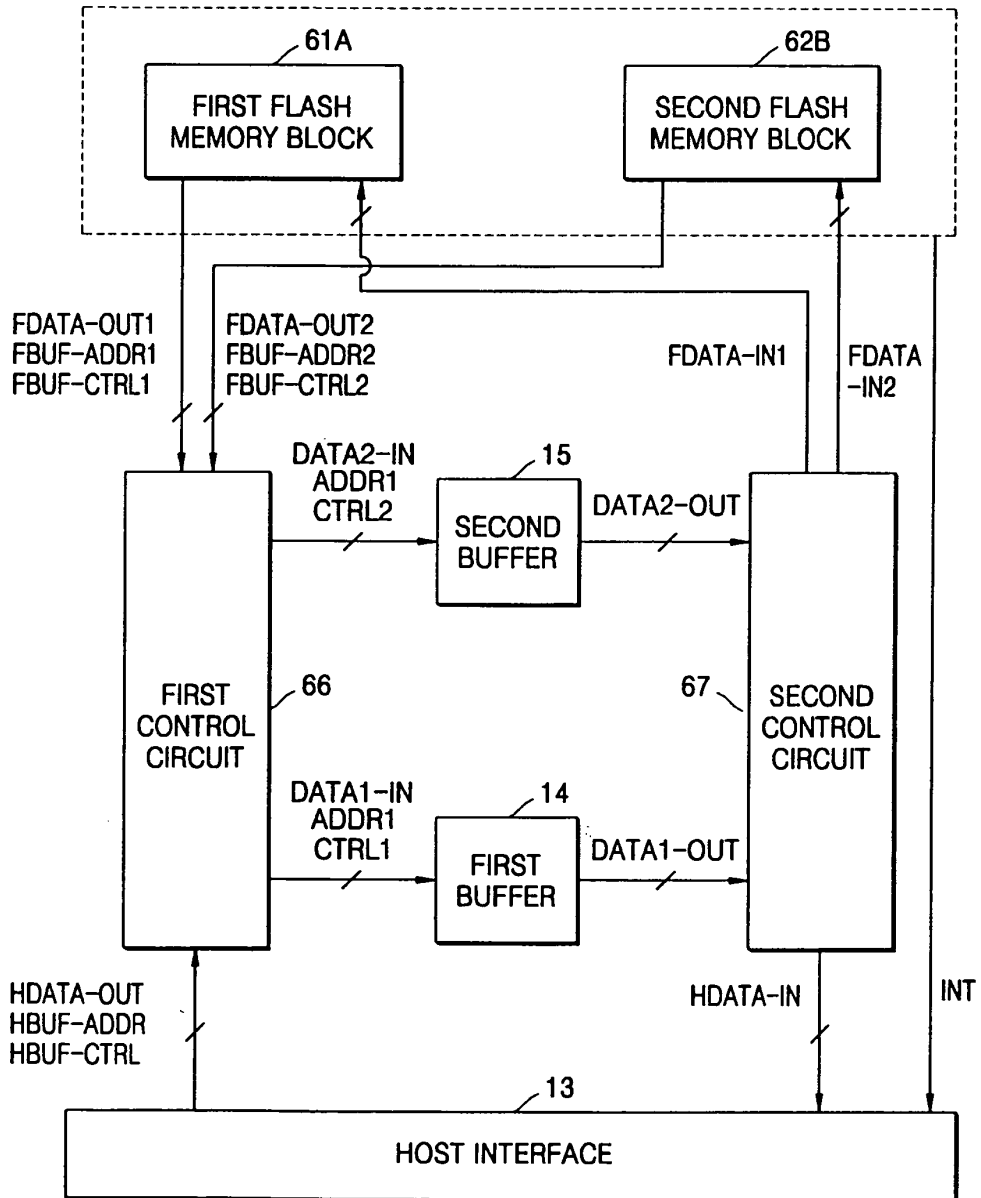 61A
62B
FIRST FLASH
MEMORY BLOCK
SECOND FLASH
MEMORY BLOCK
FDATA-OUT1
FBUF-ADDR1
FBUF-CTRL1
FDATA-OUT2
FBUF-ADDR2
FBUF-CTRL2
FDATA-IN1
FDATA
-IN2
DATA2-IN
ADDR1
CTRL2
15
SECOND
BUFFER
DATA2-OUT
FIRST
CONTROL
CIRCUIT
66
67
SECOND
CONTROL
CIRCUIT
DATA1-IN
ADDR1
CTRL1
14
FIRST
BUFFER
DATA1-OUT
HDATA-OUT
HBUF-ADDR
HBUF-CTRL
HDATA-IN
INT
13
HOST INTERFACE